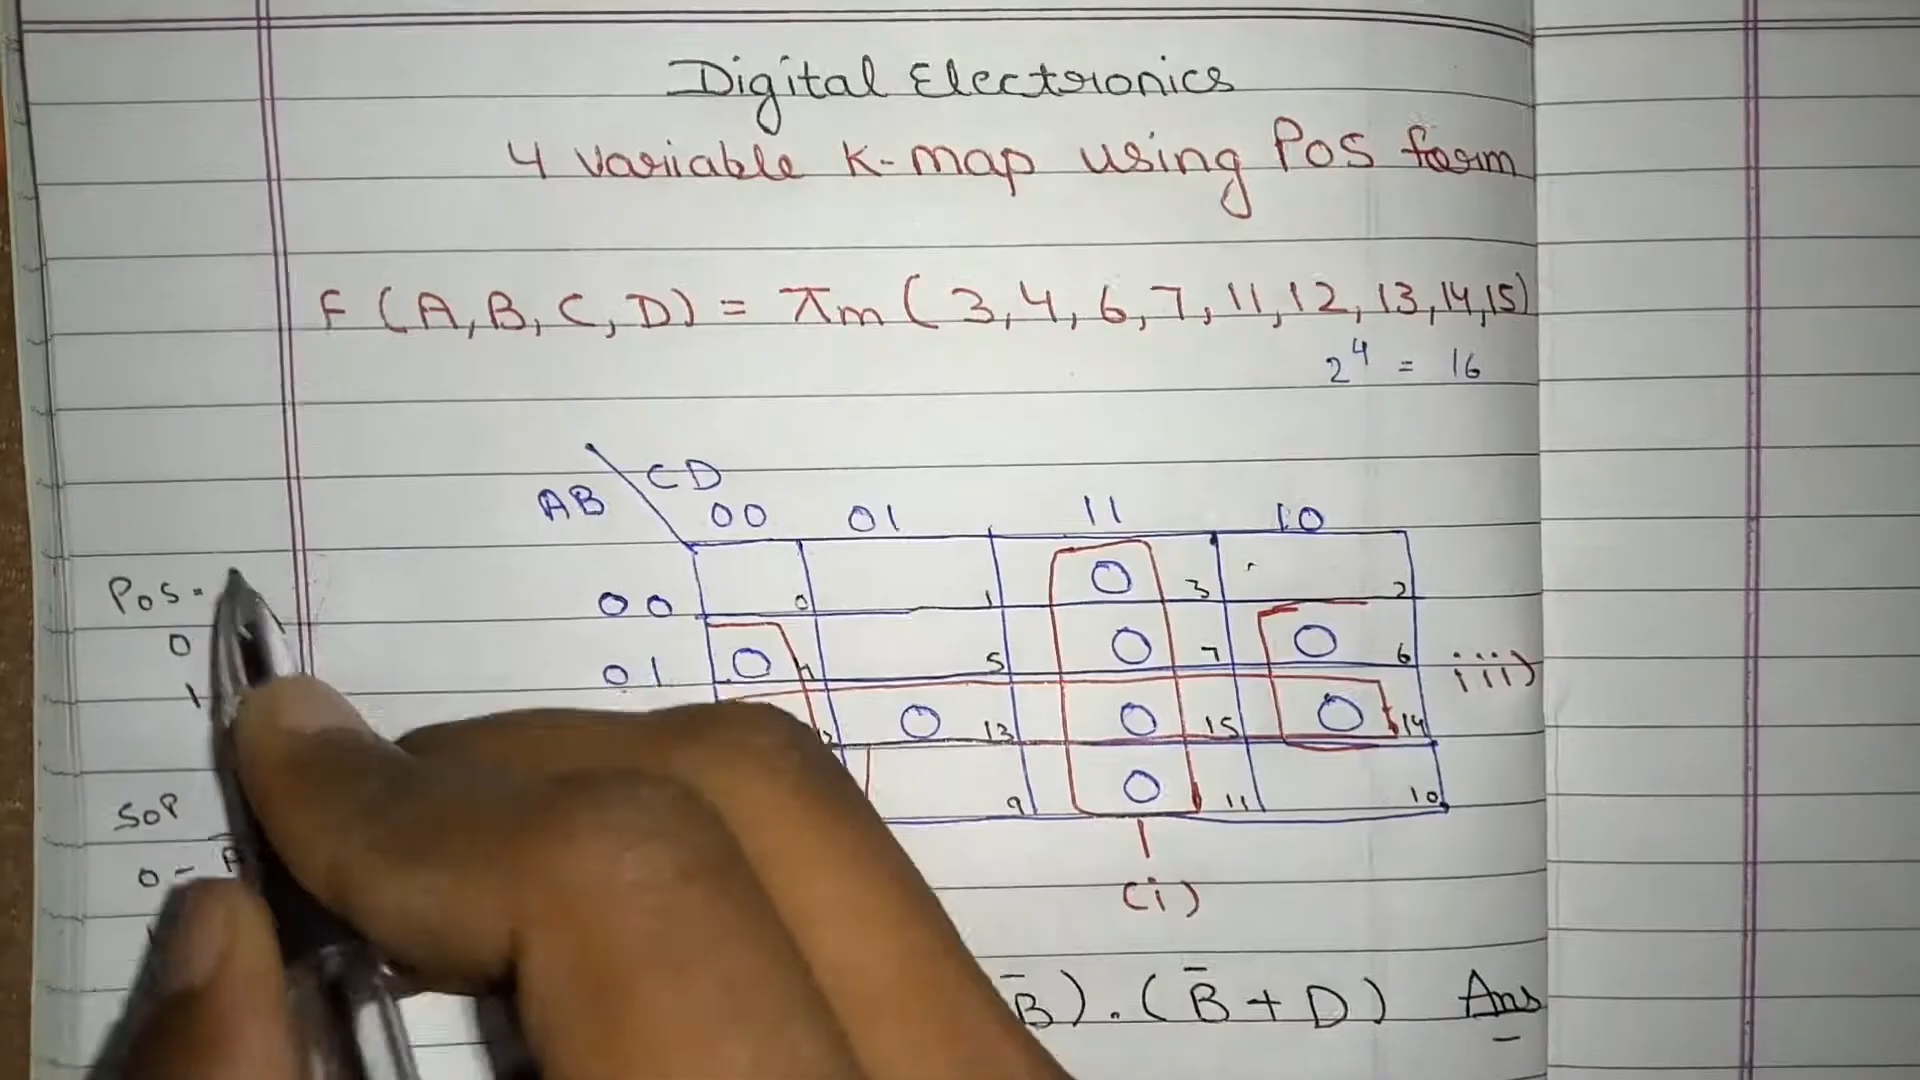 Digital Electronics
4 variable K-map using Pos form
F (A, B, C, D) = πm ( 3, 4, 6, 7, 11, 12, 13, 14, 15)
2⁴ = 16
CD
AB
00 01 11 10
00 0 1 0 3 2
01 0 5 0 7 0 6 iii)
0 13 0 15 0 14
9 0 11 10
(i)
Pos =
0
1
SOP
0 – A
B̄) . (B̄ + D) Ans